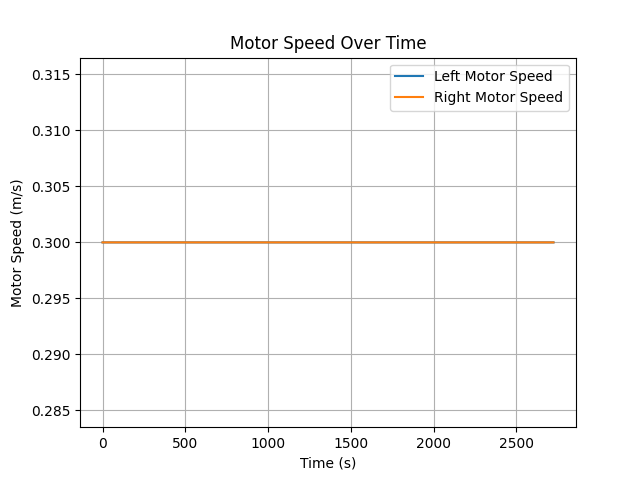 Motor Speed Over Time
Left Motor Speed
Right Motor Speed
0.315
0.310
0.305
0.300
0.295
0.290
0.285
Motor Speed (m/s)
0 500 1000 1500 2000 2500
Time (s)